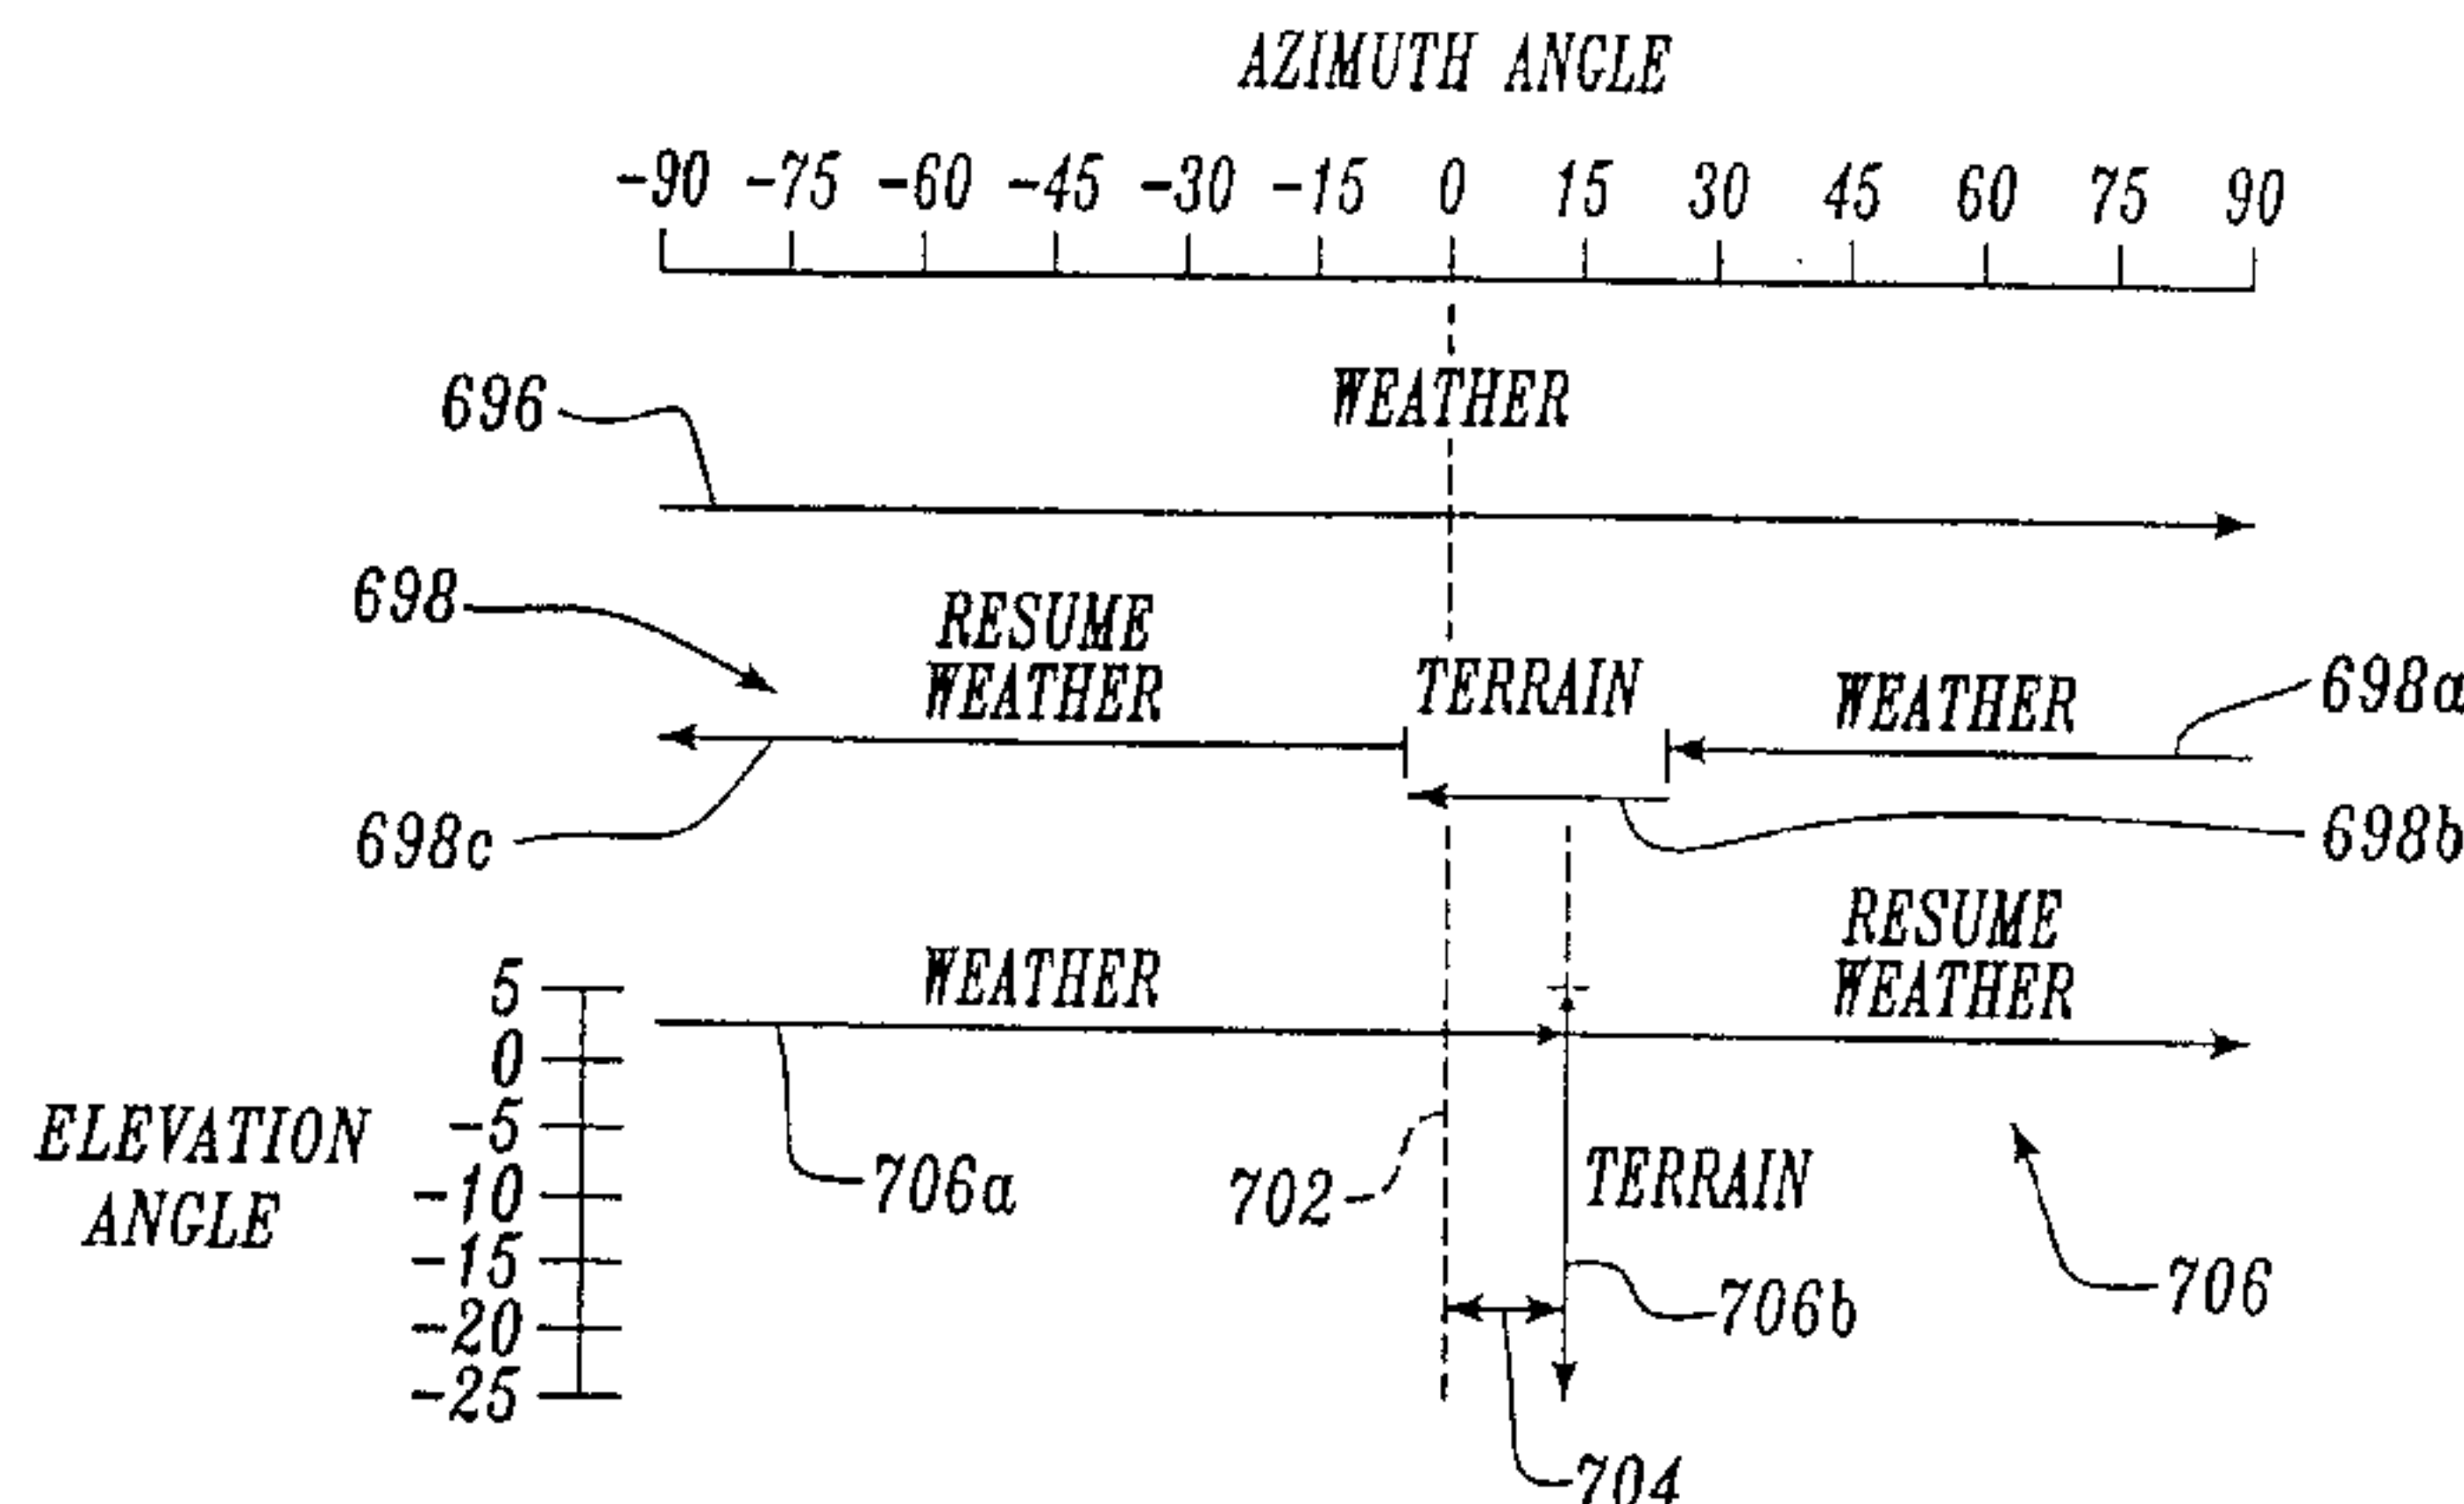 AZIMUTH ANGLE
-90 -75 -60 -45 -30 -15 0 15 30 45 60 75 90
WEATHER
696
698
RESUME
WEATHER
TERRAIN
WEATHER
698a
698c
698b
WEATHER
RESUME
WEATHER
5
0
-5
-10
-15
-20
-25
ELEVATION
ANGLE
706a
702
TERRAIN
706b
706
704